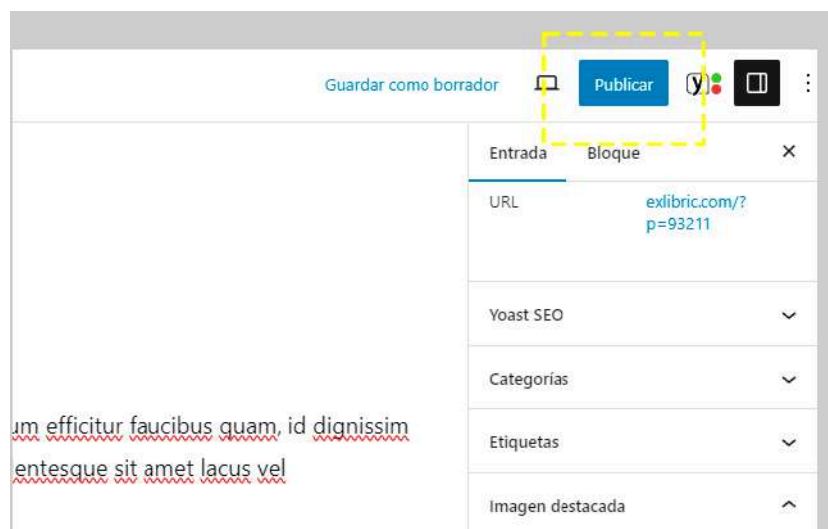 Guardar como borrador Publicar
Entrada Bloque
URL exlibric.com/?
p=93211
Yoast SEO
Categorías
Etiquetas
um efficitur faucibus quam, id dignissim
entesque sit amet lacus vel
Imagen destacada